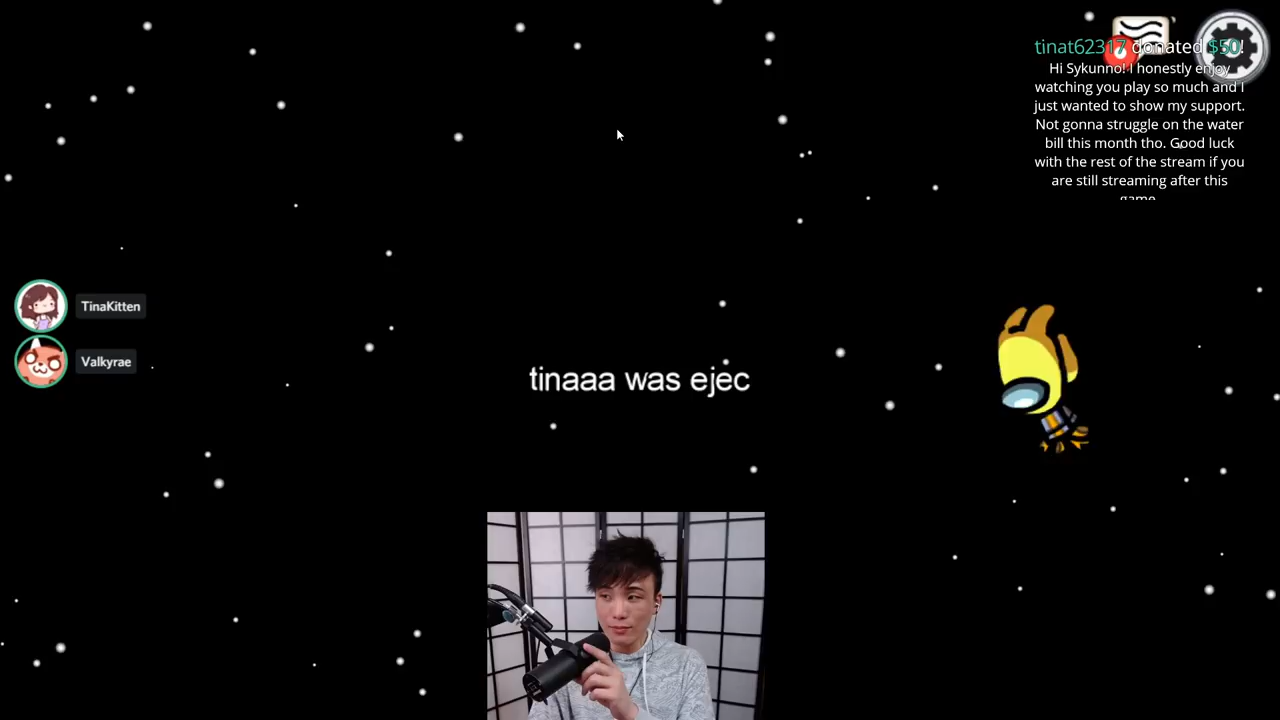 tinat62317 donated $50!
Hi Sykunno! I honestly enjoy
watching you play so much and I
just wanted to show my support.
Not gonna struggle on the water
bill this month tho. Good luck
with the rest of the stream if you
are still streaming after this
game
TinaKitten
Valkyrae
tinaaa was ejec